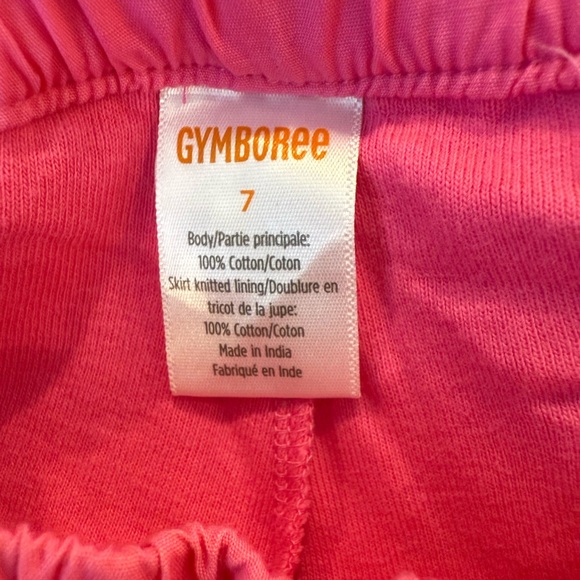 GYMBORee
7
Body/Partie principale:
100% Cotton/Coton
Skirt knitted lining/Doublure en
tricot de la jupe:
100% Cotton/Coton
Made in India
Fabriqué en Inde